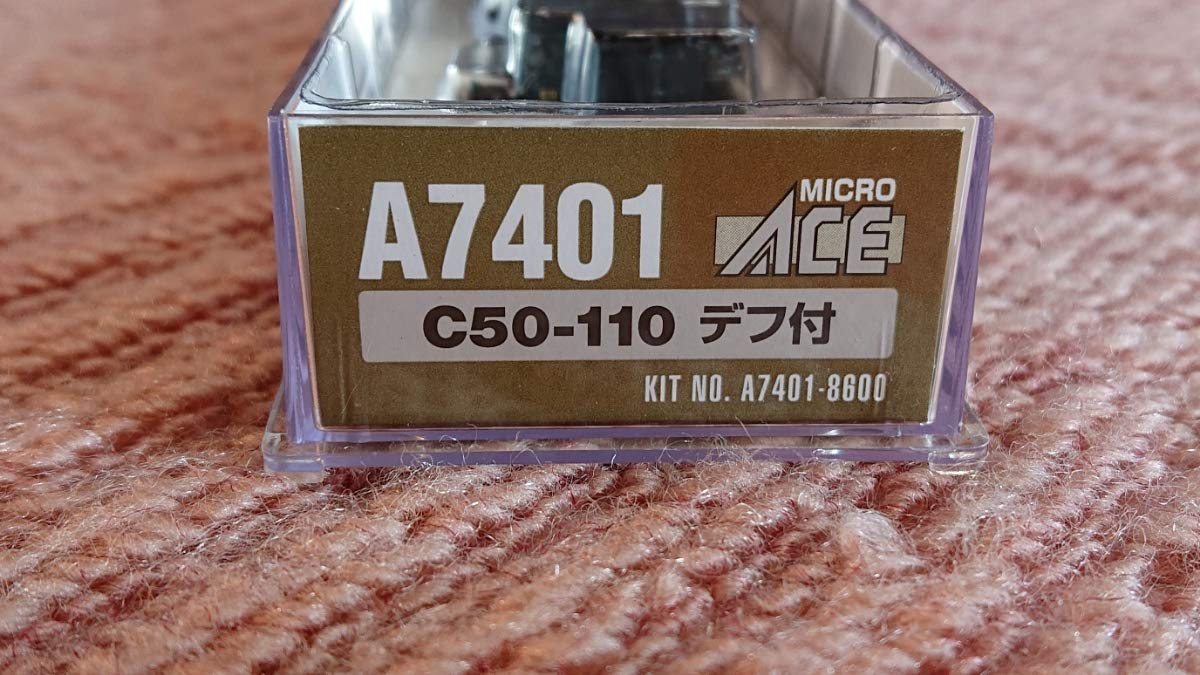 A7401
MICRO
ACE
C50-110 デフ付
KIT NO. A7401-8600